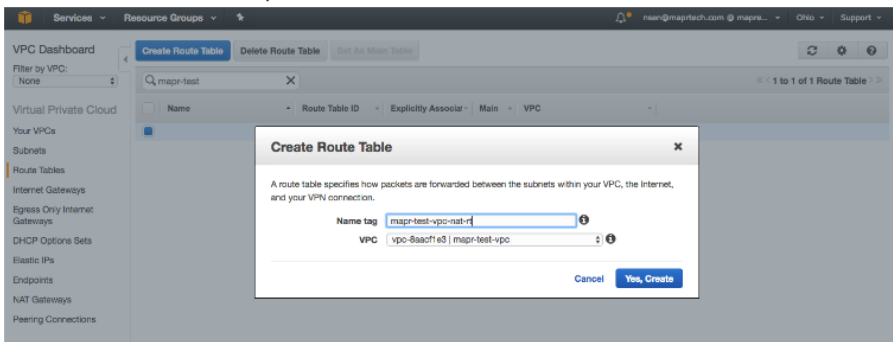 Services
Resource Groups
nsen@maprtech.com @ mapre...
Ohio
Support
VPC Dashboard
Filter by VPC:
None
Virtual Private Cloud
Your VPCs
Subnets
Route Tables
Internet Gateways
Egress Only Internet
Gateways
DHCP Options Sets
Elastic IPs
Endpoints
NAT Gateways
Peering Connections
Create Route Table
Delete Route Table
Set As Main Table
mapr-test
1 to 1 of 1 Route Table
Name
Route Table ID
Explicitly Associat
Main
VPC
Create Route Table
A route table specifies how packets are forwarded between the subnets within your VPC, the Internet,
and your VPN connection.
Name tag
mapr-test-vpc-nat-rt
VPC
vpc-8aacf1e3 | mapr-test-vpc
Cancel
Yes, Create